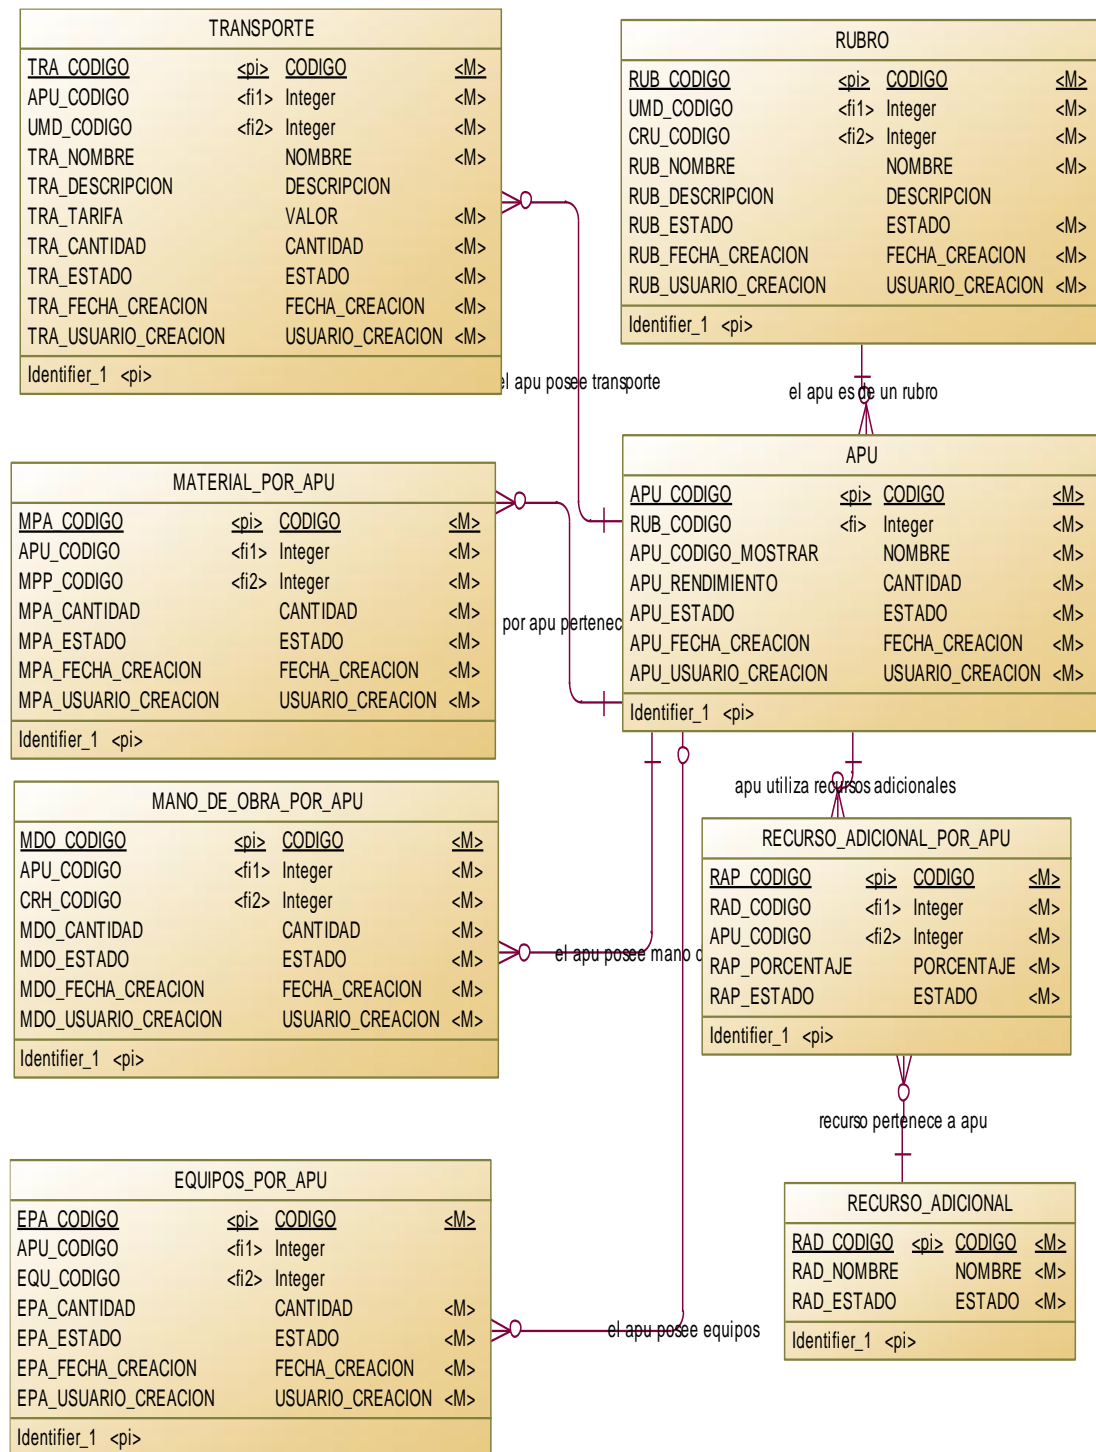 TRANSPORTE
TRA_CODIGO <pi> CODIGO <M>
APU_CODIGO <fi1> Integer <M>
UMD_CODIGO <fi2> Integer <M>
TRA_NOMBRE NOMBRE <M>
TRA_DESCRIPCION DESCRIPCION
TRA_TARIFA VALOR <M>
TRA_CANTIDAD CANTIDAD <M>
TRA_ESTADO ESTADO <M>
TRA_FECHA_CREACION FECHA_CREACION <M>
TRA_USUARIO_CREACION USUARIO_CREACION <M>
Identifier_1 <pi>
RUBRO
RUB_CODIGO <pi> CODIGO <M>
UMD_CODIGO <fi1> Integer <M>
CRU_CODIGO <fi2> Integer <M>
RUB_NOMBRE NOMBRE <M>
RUB_DESCRIPCION DESCRIPCION
RUB_ESTADO ESTADO <M>
RUB_FECHA_CREACION FECHA_CREACION <M>
RUB_USUARIO_CREACION USUARIO_CREACION <M>
Identifier_1 <pi>
el apu posee transporte
el apu es de un rubro
MATERIAL_POR_APU
MPA_CODIGO <pi> CODIGO <M>
APU_CODIGO <fi1> Integer <M>
MPP_CODIGO <fi2> Integer <M>
MPA_CANTIDAD CANTIDAD <M>
MPA_ESTADO ESTADO <M>
MPA_FECHA_CREACION FECHA_CREACION <M>
MPA_USUARIO_CREACION USUARIO_CREACION <M>
Identifier_1 <pi>
por apu pertenec
APU
APU_CODIGO <pi> CODIGO <M>
RUB_CODIGO <fi> Integer <M>
APU_CODIGO_MOSTRAR NOMBRE <M>
APU_RENDIMIENTO CANTIDAD <M>
APU_ESTADO ESTADO <M>
APU_FECHA_CREACION FECHA_CREACION <M>
APU_USUARIO_CREACION USUARIO_CREACION <M>
Identifier_1 <pi>
apu utiliza recursos adicionales
MANO_DE_OBRA_POR_APU
MDO_CODIGO <pi> CODIGO <M>
APU_CODIGO <fi1> Integer <M>
CRH_CODIGO <fi2> Integer <M>
MDO_CANTIDAD CANTIDAD <M>
MDO_ESTADO ESTADO <M>
MDO_FECHA_CREACION FECHA_CREACION <M>
MDO_USUARIO_CREACION USUARIO_CREACION <M>
Identifier_1 <pi>
el apu posee mano
RECURSO_ADICIONAL_POR_APU
RAP_CODIGO <pi> CODIGO <M>
RAD_CODIGO <fi1> Integer <M>
APU_CODIGO <fi2> Integer <M>
RAP_PORCENTAJE PORCENTAJE <M>
RAP_ESTADO ESTADO <M>
Identifier_1 <pi>
recurso pertenece a apu
EQUIPOS_POR_APU
EPA_CODIGO <pi> CODIGO <M>
APU_CODIGO <fi1> Integer
EQU_CODIGO <fi2> Integer
EPA_CANTIDAD CANTIDAD <M>
EPA_ESTADO ESTADO <M>
EPA_FECHA_CREACION FECHA_CREACION <M>
EPA_USUARIO_CREACION USUARIO_CREACION <M>
Identifier_1 <pi>
el apu posee equipos
RECURSO_ADICIONAL
RAD_CODIGO <pi> CODIGO <M>
RAD_NOMBRE NOMBRE <M>
RAD_ESTADO ESTADO <M>
Identifier_1 <pi>